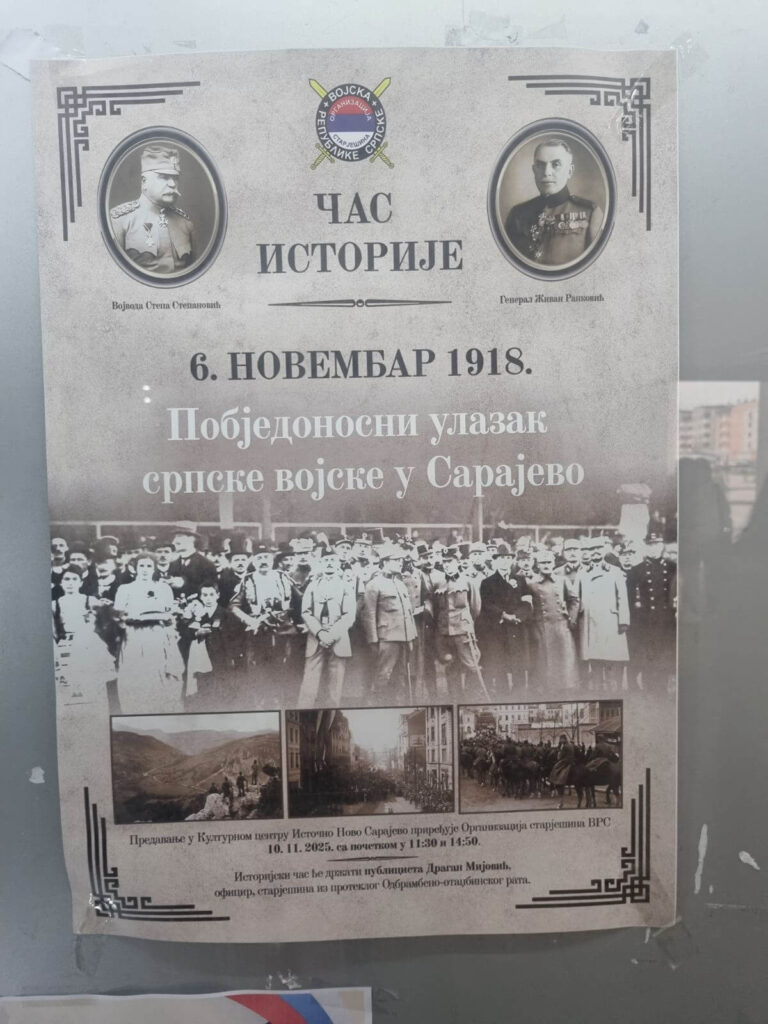 ВОЈСКА
РЕПУБЛИКЕ СРПСКЕ
ОРГАНИЗАЦИЈА
СТАРЈЕШИНА
ЧАС
ИСТОРИЈЕ
Војвода Степа Степановић
Генерал Живан Ранковић
6. НОВЕМБАР 1918.
Побједоносни улазак
српске војске у Сарајево
Предавање у Културном центру Источно Ново Сарајево приређује Организација старјешина ВРС
10. 11. 2025. са почетком у 11:30 и 14:50.
Историјски час ће држати публициста Драган Мијовић,
официр, старјешина из протеклог Одбрамбено-отаџбинског рата.